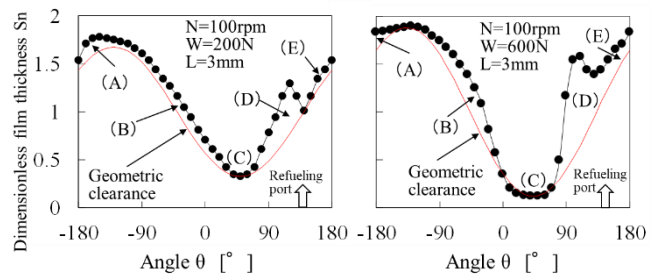 Dimensionless film thickness Sn
2
1.5
1
0.5
0
N=100rpm
W=200N
L=3mm
(A)
(B)
(C)
(D)
(E)
Geometric
clearance
Refueling
port
-180
-90
0
90
180
Angle θ [°]
N=100rpm
W=600N
L=3mm
(A)
(B)
(C)
(D)
(E)
Geometric
clearance
Refueling
port
-180
-90
0
90
180
Angle θ [°]